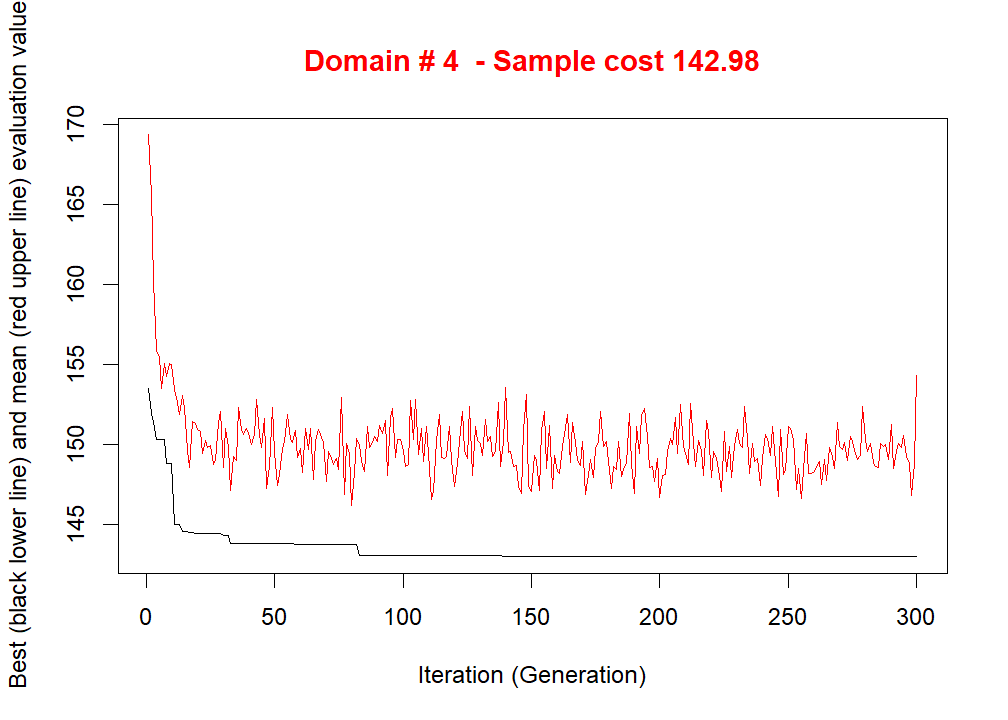 Domain # 4  - Sample cost 142.98
Best (black lower line) and mean (red upper line) evaluation value
170
165
160
155
150
145
0 50 100 150 200 250 300
Iteration (Generation)